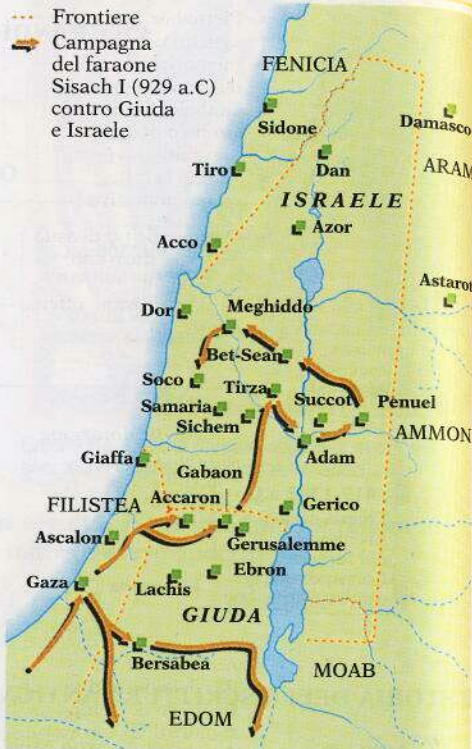 Frontiere
Campagna
del faraone
Sisach I (929 a.C)
contro Giuda
e Israele
FENICIA
Sidone
Damasco
Tiro
Dan
ARAM
ISRAELE
Azor
Acco
Astarot
Dor
Meghiddo
Bet-Sean
Soco
Tirza
Succot
Penuel
Samaria
Sichem
AMMON
Adam
Giaffa
Gabaon
FILISTEA
Accaron
Gerico
Ascalon
Gerusalemme
Gaza
Lachis
Ebron
GIUDA
Bersabea
MOAB
EDOM